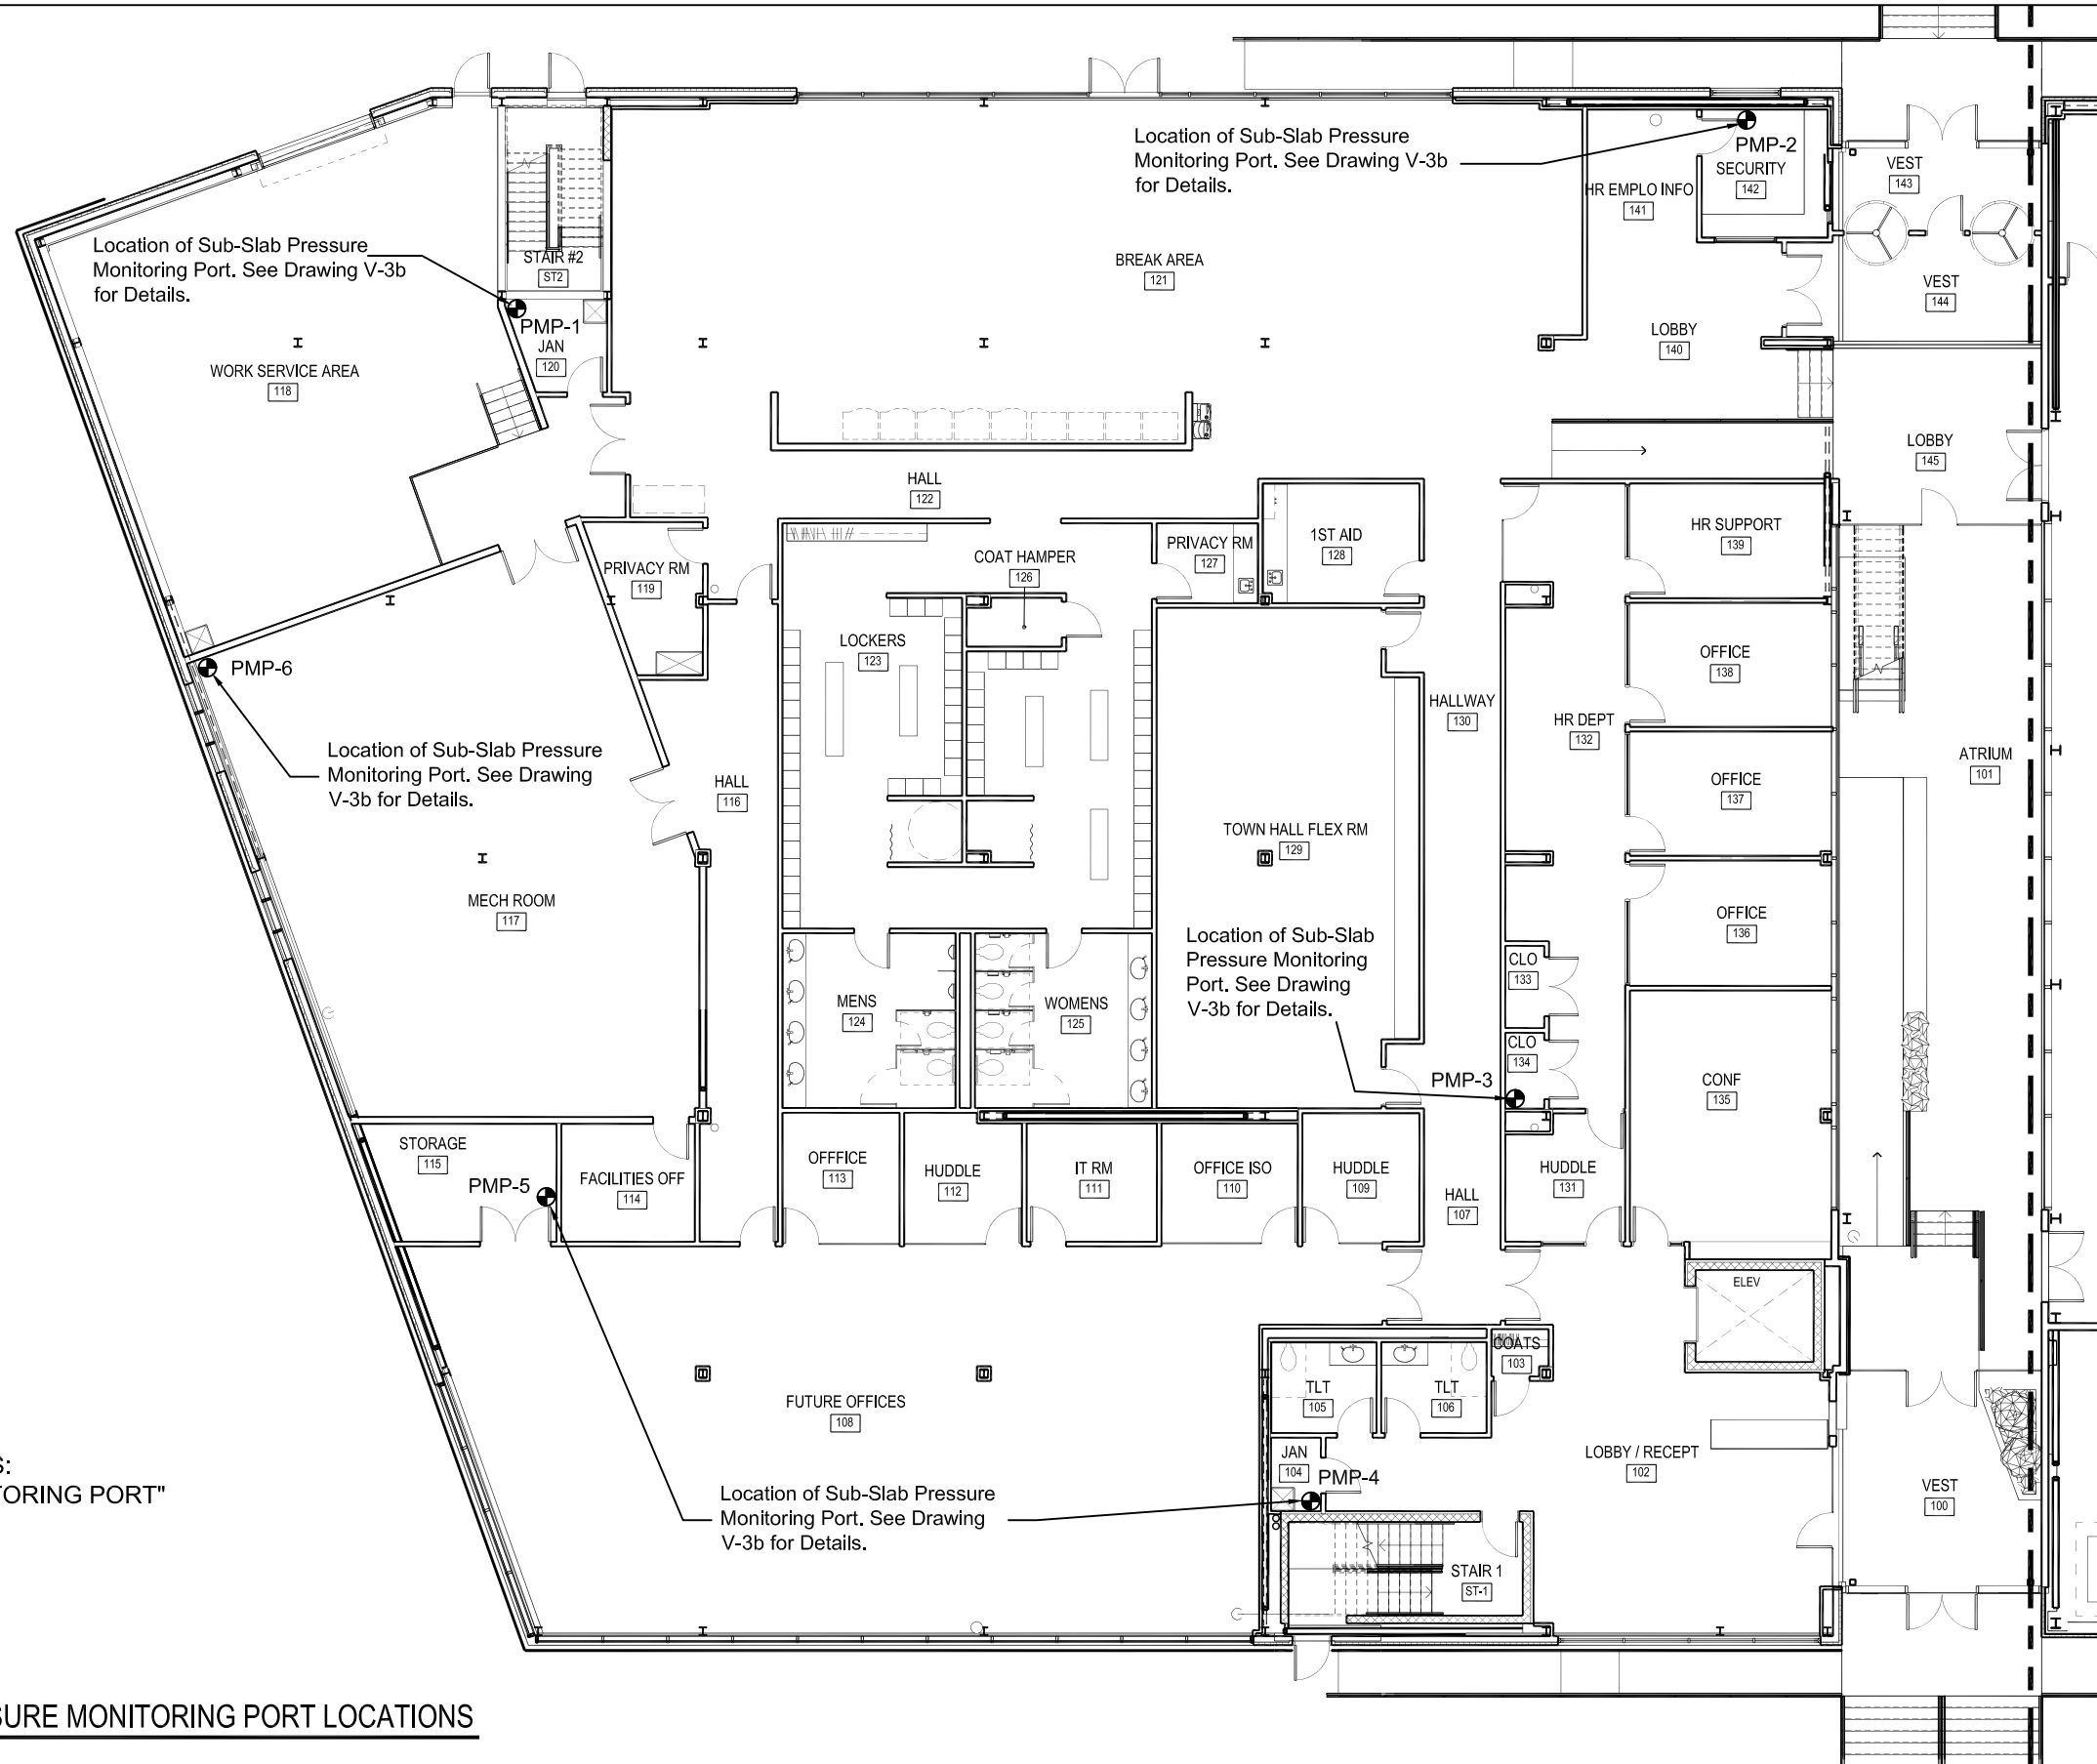 Location of Sub-Slab Pressure
Monitoring Port. See Drawing V-3b
for Details.
PMP-2
SECURITY
142
HR EMPLO INFO
141
VEST
143
VEST
144
Location of Sub-Slab Pressure
Monitoring Port. See Drawing V-3b
for Details.
STAIR #2
ST2
BREAK AREA
121
PMP-1
JAN
120
LOBBY
140
WORK SERVICE AREA
118
LOBBY
145
HALL
122
HR SUPPORT
139
1ST AID
128
PRIVACY RM
127
COAT HAMPER
126
PRIVACY RM
119
LOCKERS
123
OFFICE
138
PMP-6
HALLWAY
130
HR DEPT
132
Location of Sub-Slab Pressure
Monitoring Port. See Drawing
V-3b for Details.
HALL
116
OFFICE
137
ATRIUM
101
TOWN HALL FLEX RM
129
MECH ROOM
117
OFFICE
136
Location of Sub-Slab
Pressure Monitoring
Port. See Drawing
V-3b for Details.
CLO
133
MENS
124
WOMENS
125
CLO
134
PMP-3
CONF
135
STORAGE
115
PMP-5
FACILITIES OFF
114
OFFFICE
113
HUDDLE
112
IT RM
111
OFFICE ISO
110
HUDDLE
109
HALL
107
HUDDLE
131
ELEV
COATS
103
TLT
105
TLT
106
FUTURE OFFICES
108
LOBBY / RECEPT
102
JAN
104
PMP-4
VEST
100
S:
TORING PORT"
Location of Sub-Slab Pressure
Monitoring Port. See Drawing
V-3b for Details.
STAIR 1
ST-1
SURE MONITORING PORT LOCATIONS